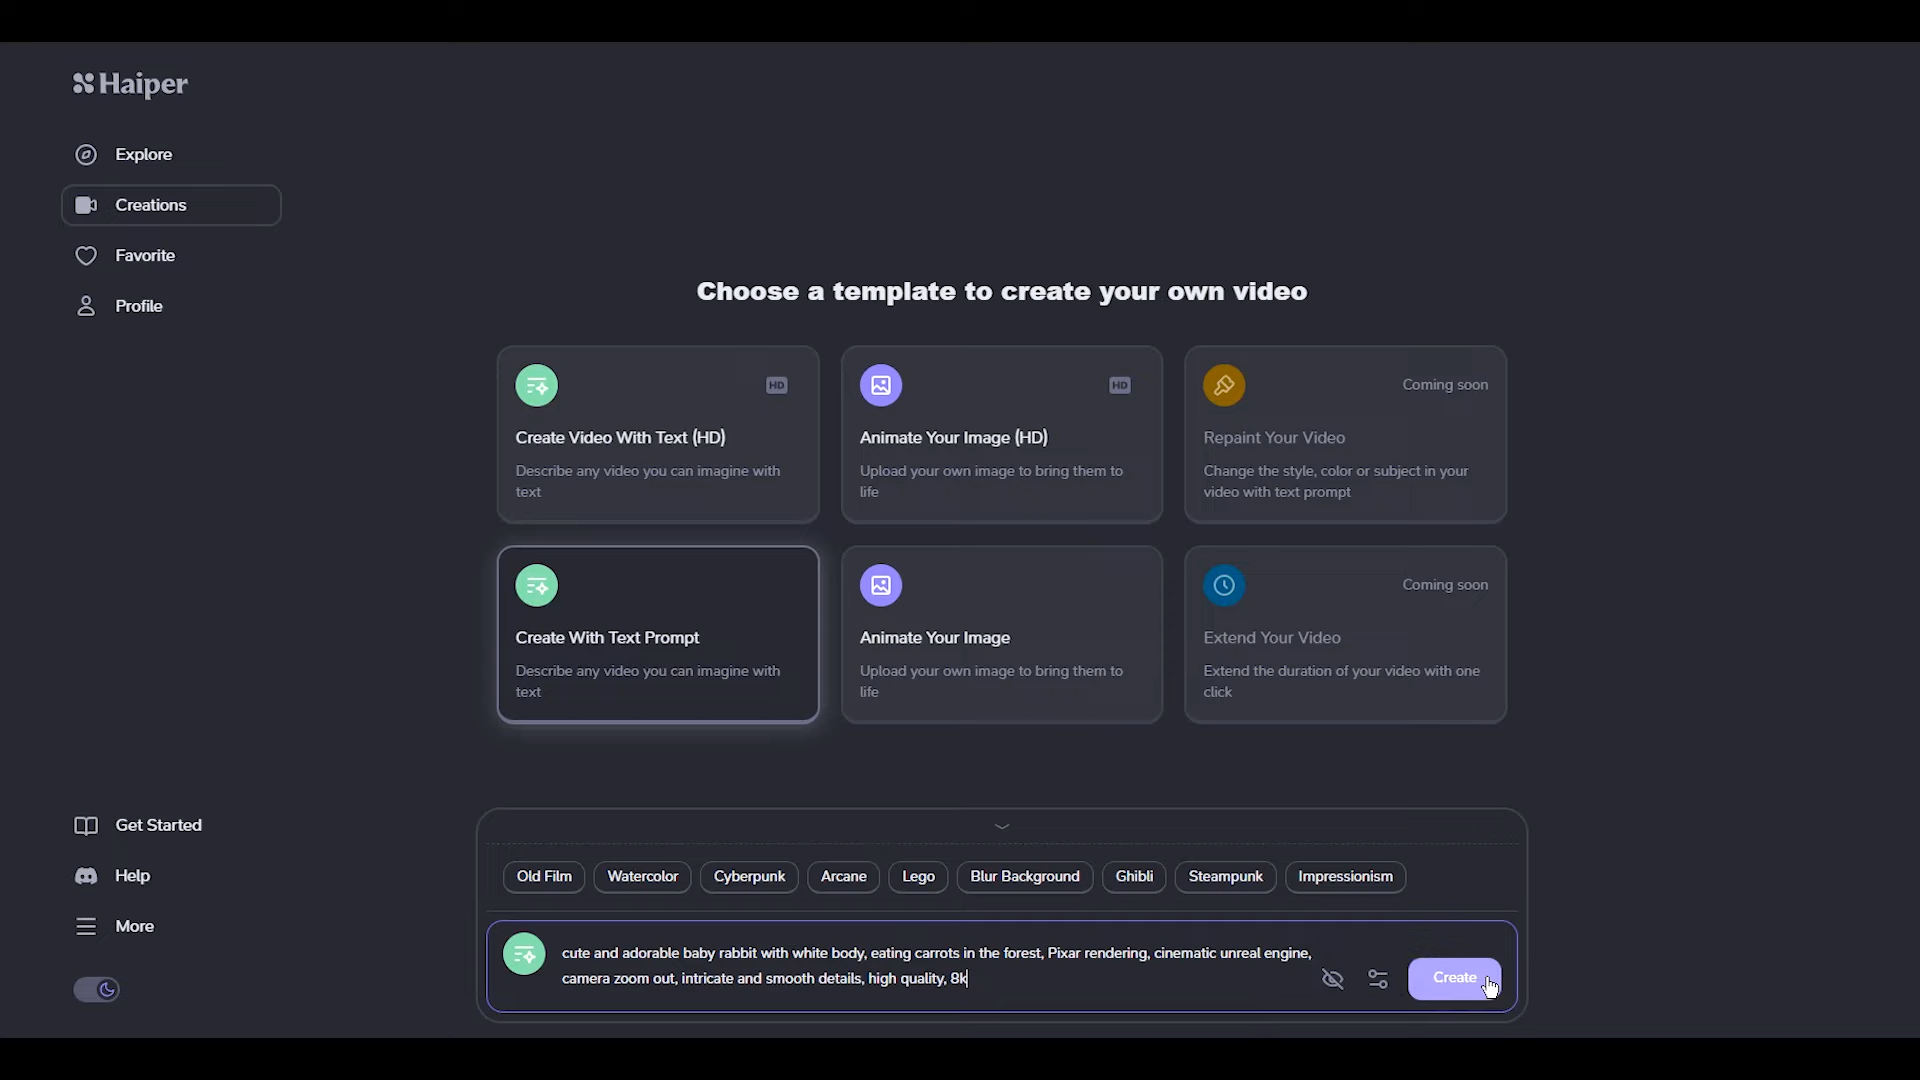 Haiper
Explore
Creations
Favorite
Profile
Choose a template to create your own video
HD
Create Video With Text (HD)
Describe any video you can imagine with
text
HD
Animate Your Image (HD)
Upload your own image to bring them to
life
Coming soon
Repaint Your Video
Change the style, color or subject in your
video with text prompt
Create With Text Prompt
Describe any video you can imagine with
text
Animate Your Image
Upload your own image to bring them to
life
Coming soon
Extend Your Video
Extend the duration of your video with one
click
Get Started
Help
More
Old Film
Watercolor
Cyberpunk
Arcane
Lego
Blur Background
Ghibli
Steampunk
Impressionism
cute and adorable baby rabbit with white body, eating carrots in the forest, Pixar rendering, cinematic unreal engine,
camera zoom out, intricate and smooth details, high quality, 8k
Create